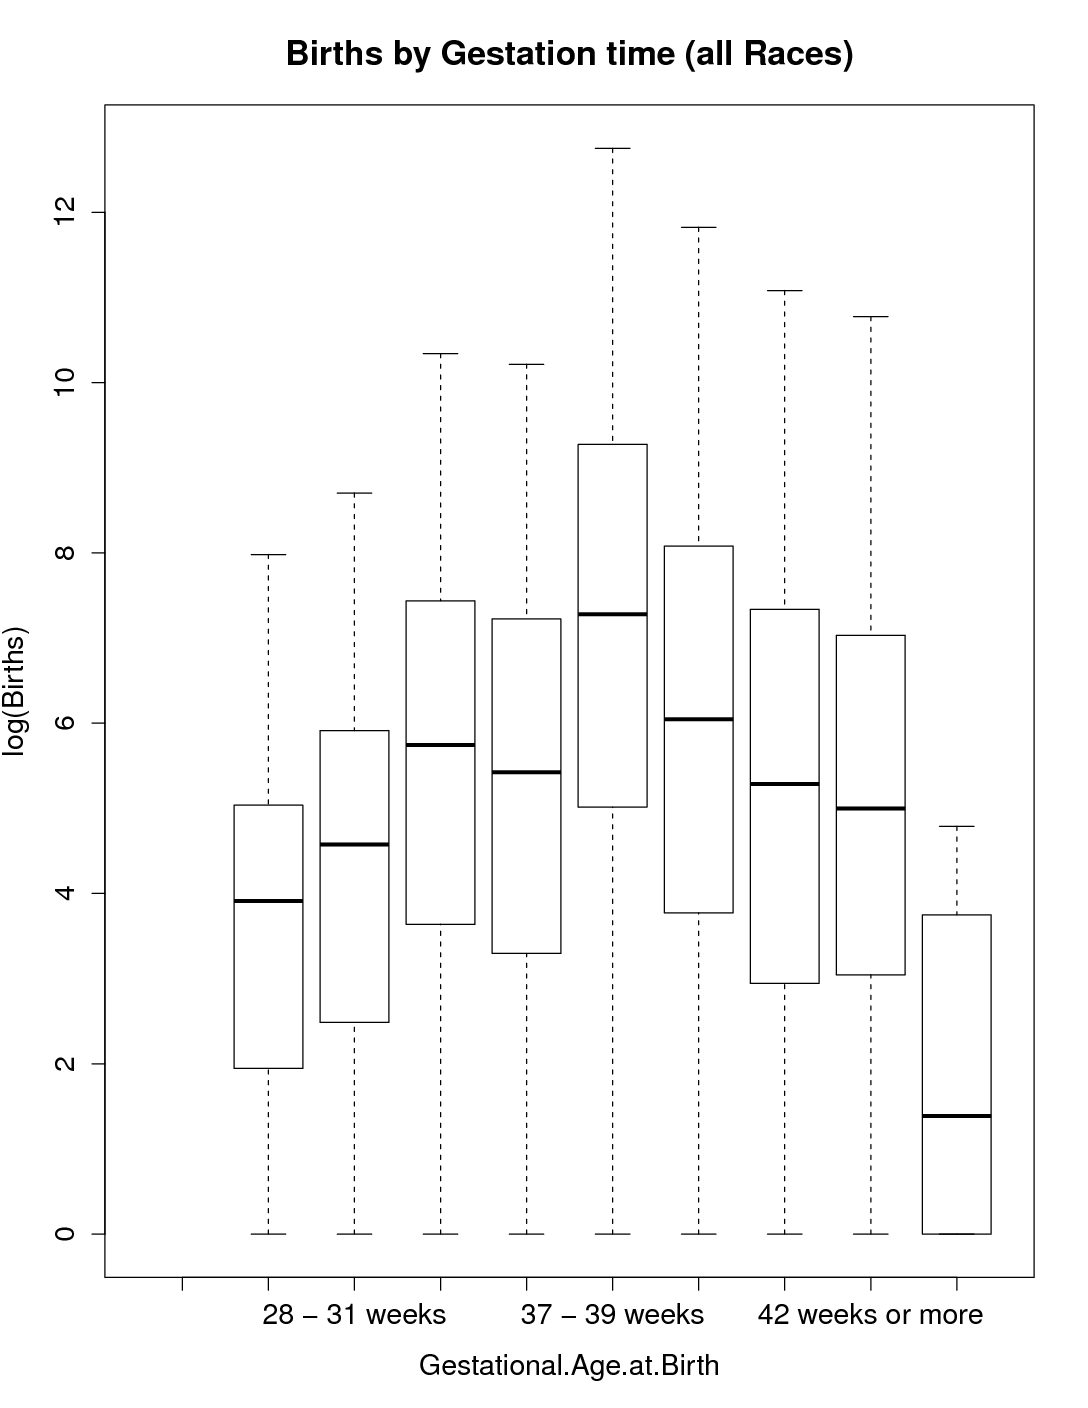 Births by Gestation time (all Races)
log(Births)
12
10
8
6
4
2
0
28 – 31 weeks 37 – 39 weeks 42 weeks or more
Gestational.Age.at.Birth